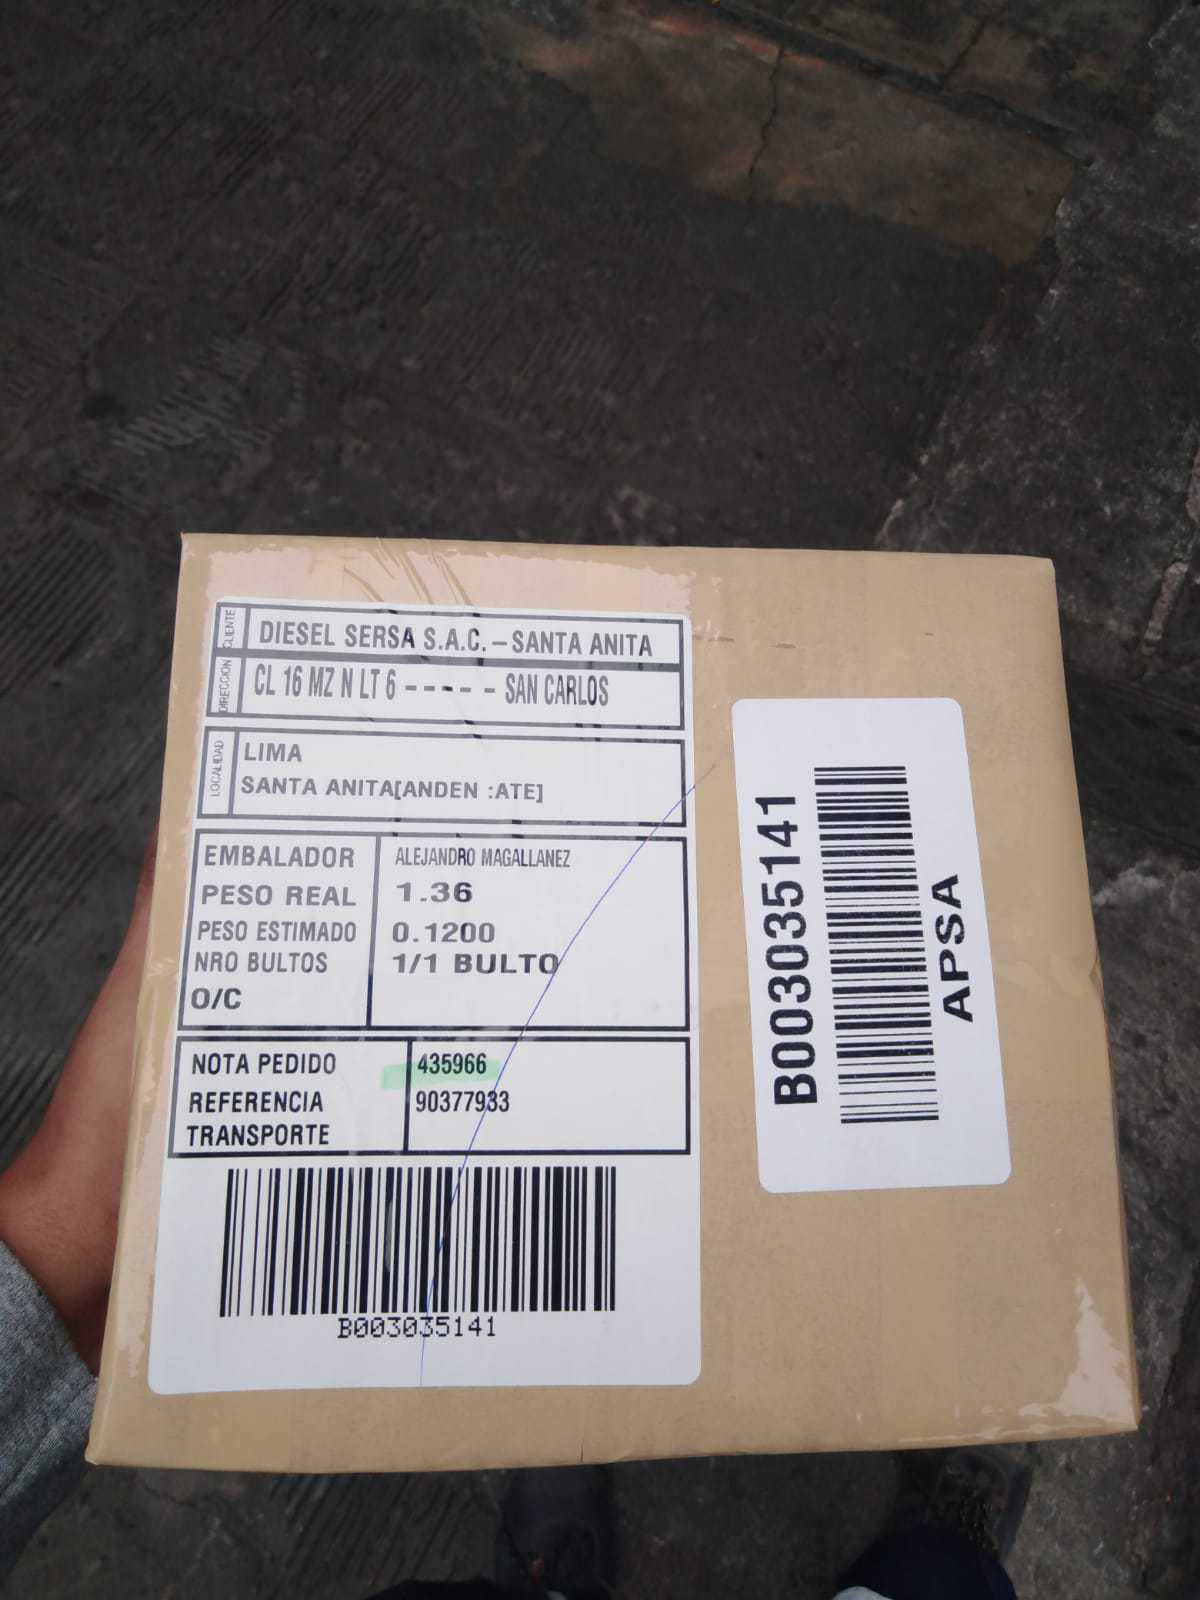 CLIENTE
DIESEL SERSA S.A.C. – SANTA ANITA
DIRECCIÓN
CL 16 MZ N LT 6 - - - - - SAN CARLOS
LOCALIDAD
LIMA
SANTA ANITA[ANDEN :ATE]
EMBALADOR ALEJANDRO MAGALLANEZ
PESO REAL 1.36
PESO ESTIMADO 0.1200
NRO BULTOS 1/1 BULTO
O/C
NOTA PEDIDO 435966
REFERENCIA 90377933
TRANSPORTE
B003035141
B003035141
APSA